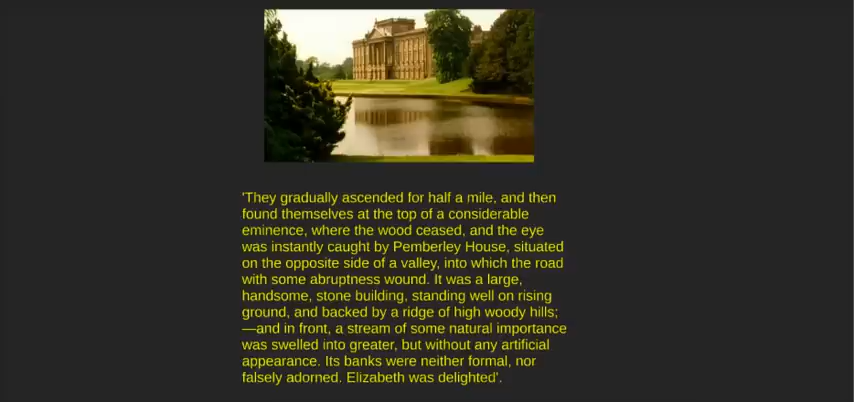 'They gradually ascended for half a mile, and then
found themselves at the top of a considerable
eminence, where the wood ceased, and the eye
was instantly caught by Pemberley House, situated
on the opposite side of a valley, into which the road
with some abruptness wound. It was a large,
handsome, stone building, standing well on rising
ground, and backed by a ridge of high woody hills;
—and in front, a stream of some natural importance
was swelled into greater, but without any artificial
appearance. Its banks were neither formal, nor
falsely adorned. Elizabeth was delighted'.